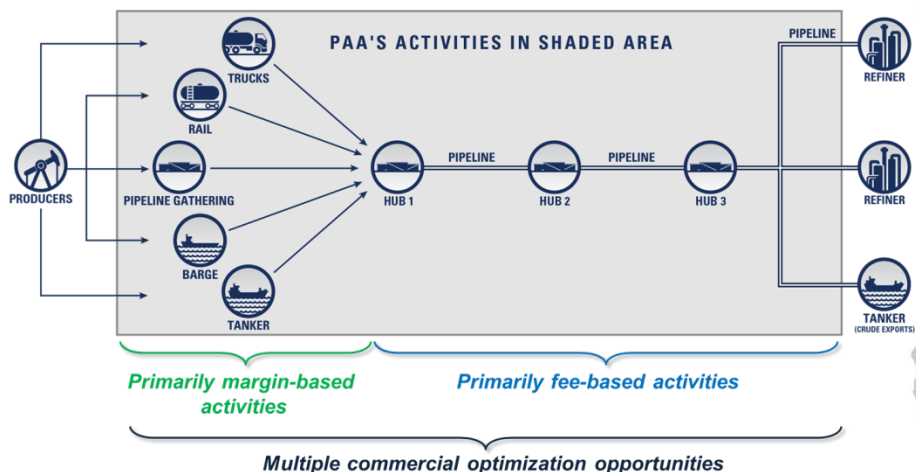 PAA'S ACTIVITIES IN SHADED AREA
PIPELINE
TRUCKS
REFINER
RAIL
PRODUCERS
PIPELINE GATHERING
HUB 1
PIPELINE
HUB 2
PIPELINE
HUB 3
REFINER
BARGE
TANKER
TANKER
(CRUDE EXPORTS)
Primarily margin-based
activities
Primarily fee-based activities
Multiple commercial optimization opportunities